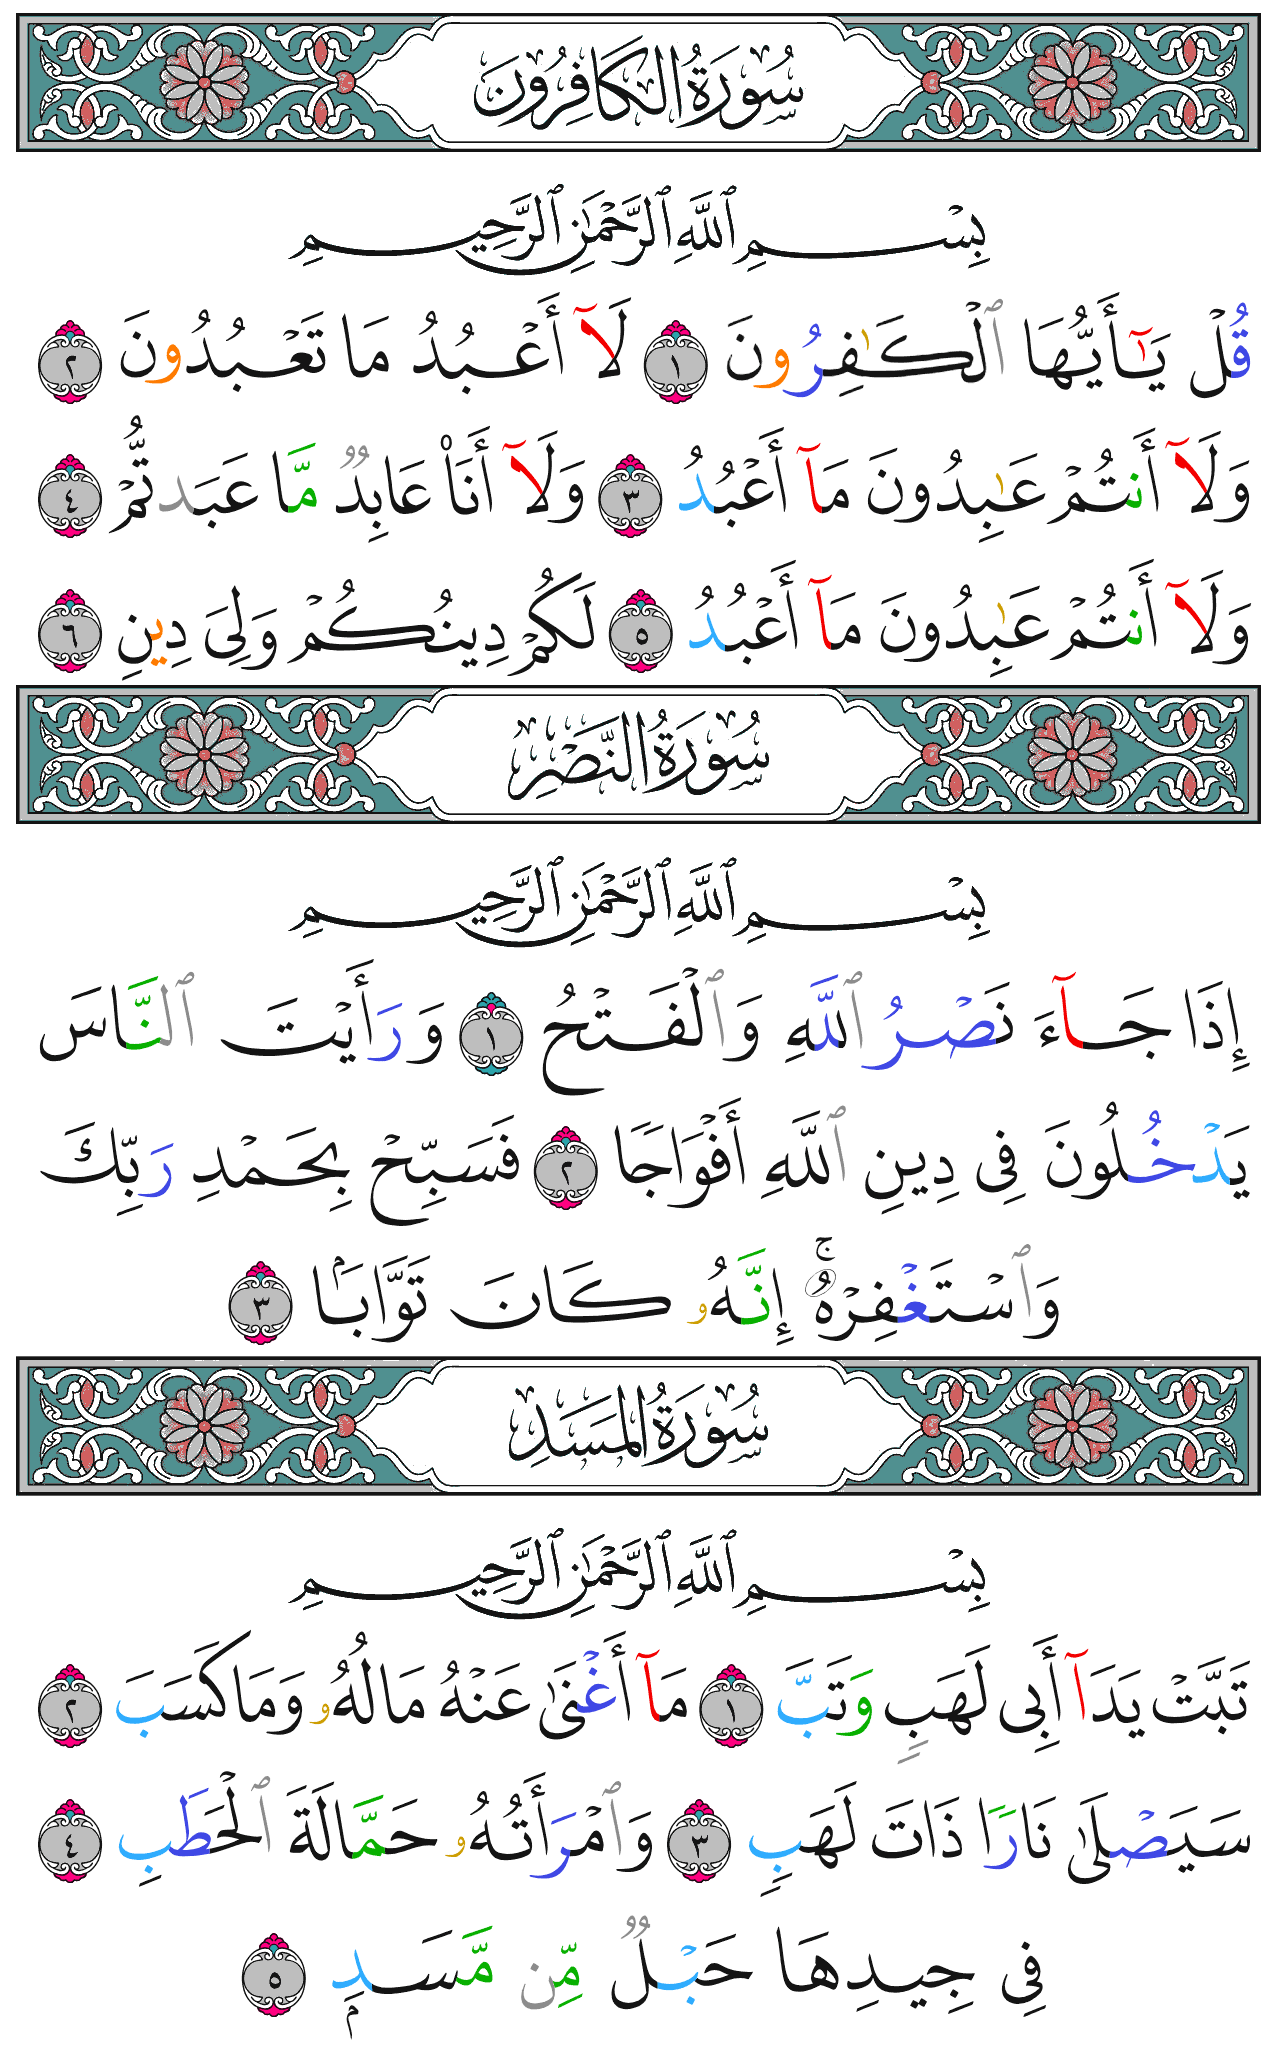 سُورَةُ الكَافِرُونَ
بِسْمِ ٱللَّهِ ٱلرَّحْمَٰنِ ٱلرَّحِيمِ
قُلْ يَٰٓأَيُّهَا ٱلْكَٰفِرُونَ ١ لَآ أَعْبُدُ مَا تَعْبُدُونَ ٢
وَلَآ أَنتُمْ عَٰبِدُونَ مَآ أَعْبُدُ ٣ وَلَآ أَنَا۠ عَابِدٌ مَّا عَبَدتُّمْ ٤
وَلَآ أَنتُمْ عَٰبِدُونَ مَآ أَعْبُدُ ٥ لَكُمْ دِينُكُمْ وَلِىَ دِينِ ٦
سُورَةُ النَّصْرِ
بِسْمِ ٱللَّهِ ٱلرَّحْمَٰنِ ٱلرَّحِيمِ
إِذَا جَآءَ نَصْرُ ٱللَّهِ وَٱلْفَتْحُ ١ وَرَأَيْتَ ٱلنَّاسَ
يَدْخُلُونَ فِى دِينِ ٱللَّهِ أَفْوَاجًا ٢ فَسَبِّحْ بِحَمْدِ رَبِّكَ
وَٱسْتَغْفِرْهُ ۚ إِنَّهُۥ كَانَ تَوَّابَۢا ٣
سُورَةُ المَسَدِ
بِسْمِ ٱللَّهِ ٱلرَّحْمَٰنِ ٱلرَّحِيمِ
تَبَّتْ يَدَآ أَبِى لَهَبٍ وَتَبَّ ١ مَآ أَغْنَىٰ عَنْهُ مَالُهُۥ وَمَا كَسَبَ ٢
سَيَصْلَىٰ نَارًا ذَاتَ لَهَبٍ ٣ وَٱمْرَأَتُهُۥ حَمَّالَةَ ٱلْحَطَبِ ٤
فِى جِيدِهَا حَبْلٌ مِّن مَّسَدٍۭ ٥